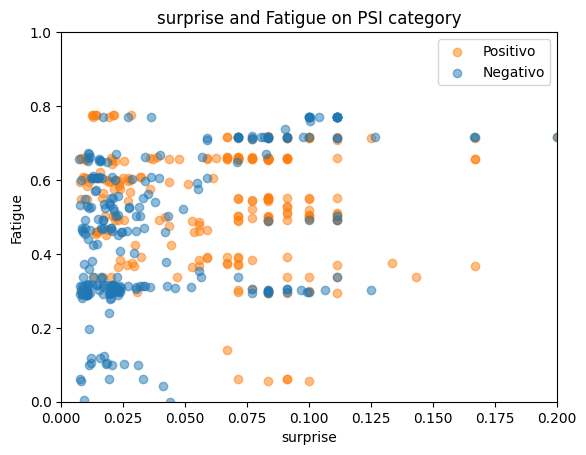 surprise and Fatigue on PSI category
Positivo
Negativo
1.0
0.8
0.6
0.4
0.2
0.0
Fatigue
0.000 0.025 0.050 0.075 0.100 0.125 0.150 0.175 0.200
surprise